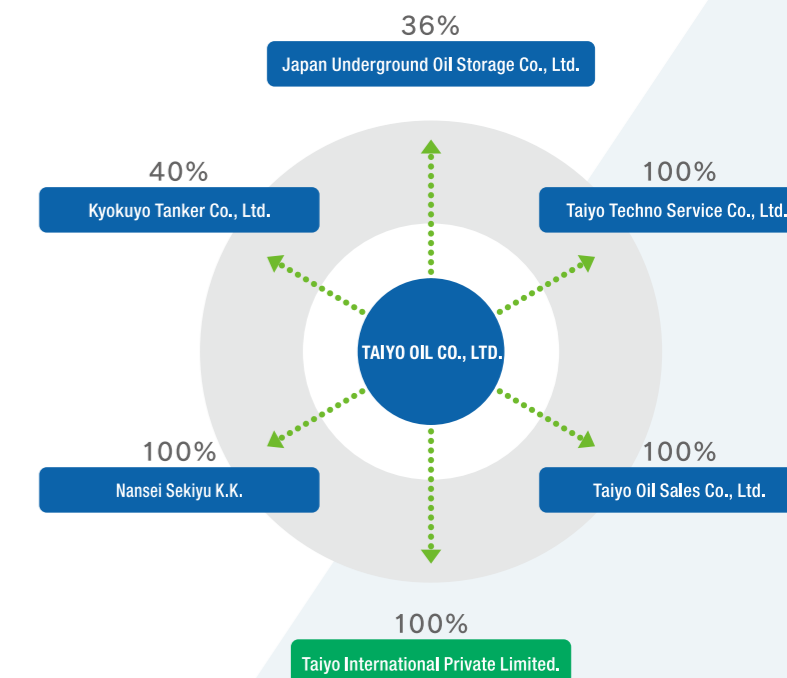 36%
Japan Underground Oil Storage Co., Ltd.
40%
Kyokuyo Tanker Co., Ltd.
100%
Taiyo Techno Service Co., Ltd.
TAIYO OIL CO., LTD.
100%
Nansei Sekiyu K.K.
100%
Taiyo Oil Sales Co., Ltd.
100%
Taiyo International Private Limited.